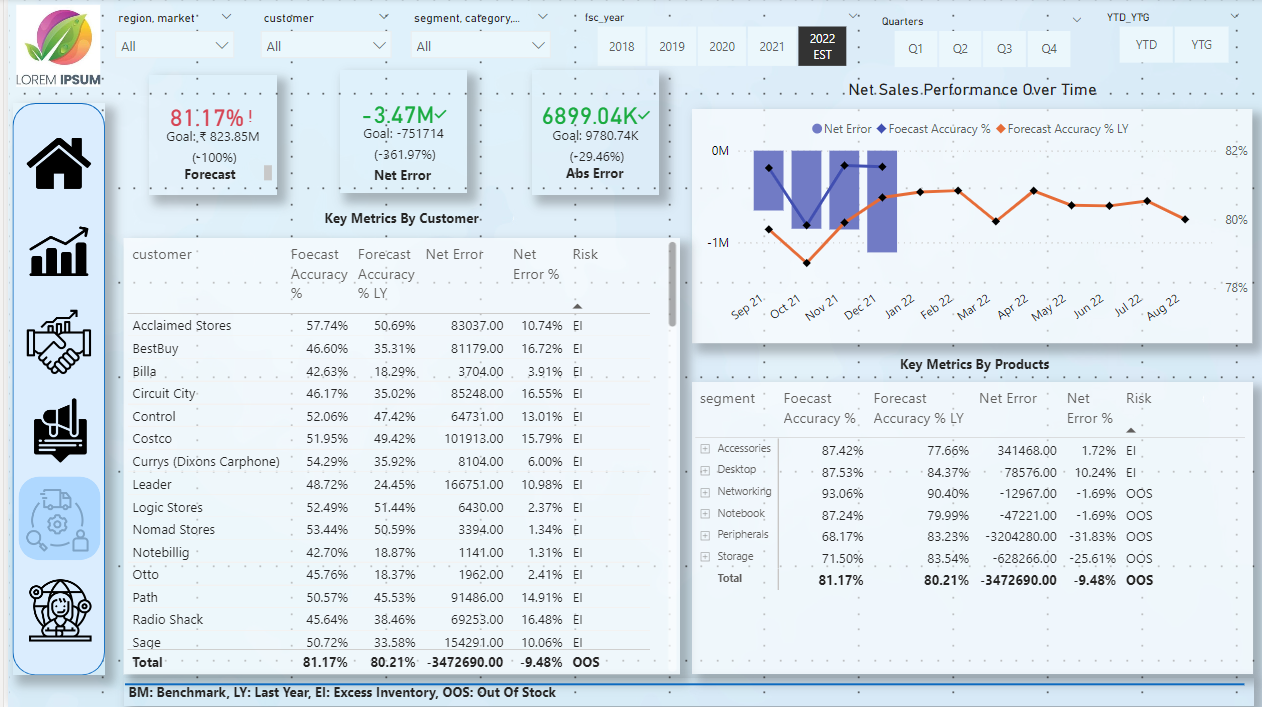 LOREM IPSUM
region, market
All
customer
All
segment, category,...
All
fsc_year
2018 2019 2020 2021 2022 EST
Quarters
Q1 Q2 Q3 Q4
YTD_YTG
YTD YTG
81.17% !
Goal: ₹ 823.85M
(-100%)
Forecast
-3.47M✓
Goal: -751714
(-361.97%)
Net Error
6899.04K✓
Goal: 9780.74K
(-29.46%)
Abs Error
Net Sales Performance Over Time
Net Error Foecast Accuracy % Forecast Accuracy % LY
0M
-1M
82%
80%
78%
Sep 21 Oct 21 Nov 21 Dec 21 Jan 22 Feb 22 Mar 22 Apr 22 May 22 Jun 22 Jul 22 Aug 22
Key Metrics By Customer
customer Foecast Accuracy % Forecast Accuracy % LY Net Error Net Error % Risk
Acclaimed Stores 57.74% 50.69% 83037.00 10.74% EI
BestBuy 46.60% 35.31% 81179.00 16.72% EI
Billa 42.63% 18.29% 3704.00 3.91% EI
Circuit City 46.17% 35.02% 85248.00 16.55% EI
Control 52.06% 47.42% 64731.00 13.01% EI
Costco 51.95% 49.42% 101913.00 15.79% EI
Currys (Dixons Carphone) 54.29% 35.92% 8104.00 6.00% EI
Leader 48.72% 24.45% 166751.00 10.98% EI
Logic Stores 52.49% 51.44% 6430.00 2.37% EI
Nomad Stores 53.44% 50.59% 3394.00 1.34% EI
Notebillig 42.70% 18.87% 1141.00 1.31% EI
Otto 45.76% 18.37% 1962.00 2.41% EI
Path 50.57% 45.53% 91486.00 14.91% EI
Radio Shack 45.64% 38.46% 69253.00 16.48% EI
Sage 50.72% 33.58% 154291.00 10.06% EI
Total 81.17% 80.21% -3472690.00 -9.48% OOS
Key Metrics By Products
segment Foecast Accuracy % Forecast Accuracy % LY Net Error Net Error % Risk
Accessories 87.42% 77.66% 341468.00 1.72% EI
Desktop 87.53% 84.37% 78576.00 10.24% EI
Networking 93.06% 90.40% -12967.00 -1.69% OOS
Notebook 87.24% 79.99% -47221.00 -1.69% OOS
Peripherals 68.17% 83.23% -3204280.00 -31.83% OOS
Storage 71.50% 83.54% -628266.00 -25.61% OOS
Total 81.17% 80.21% -3472690.00 -9.48% OOS
BM: Benchmark, LY: Last Year, EI: Excess Inventory, OOS: Out Of Stock